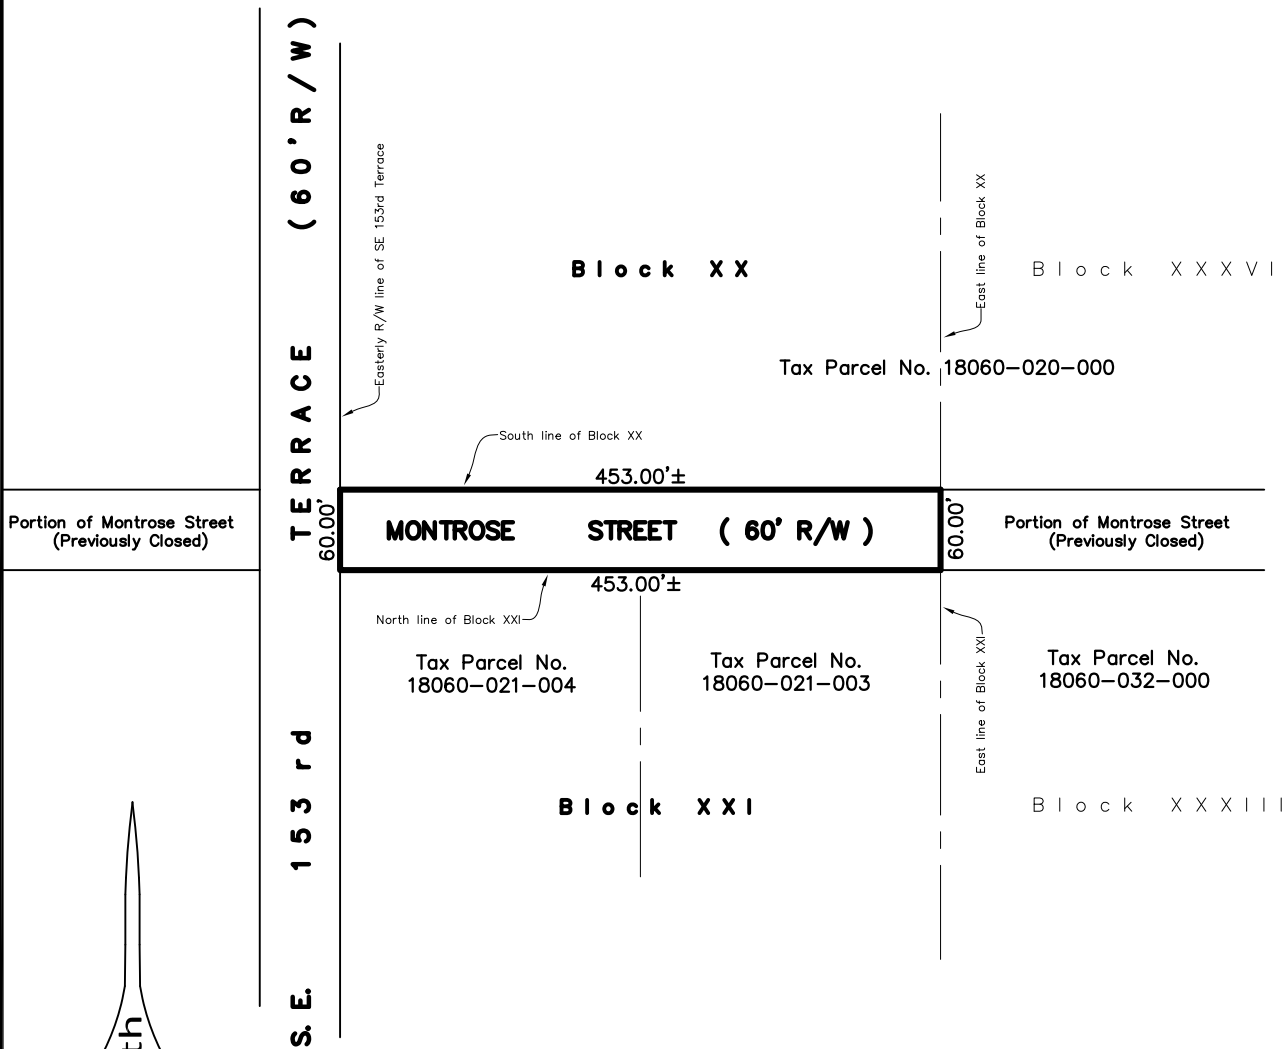 S.E. 153 rd TERRACE (60'R/W)
Easterly R/W line of SE 153rd Terrace
Block XX
East line of Block XX
Block XXXVI
Tax Parcel No. 18060-020-000
South line of Block XX
453.00'±
Portion of Montrose Street
(Previously Closed)
60.00'
MONTROSE STREET ( 60' R/W )
60.00'
Portion of Montrose Street
(Previously Closed)
453.00'±
North line of Block XXI
Tax Parcel No.
18060-021-004
Tax Parcel No.
18060-021-003
East line of Block XXI
Tax Parcel No.
18060-032-000
Block XXI
Block XXXIII
th